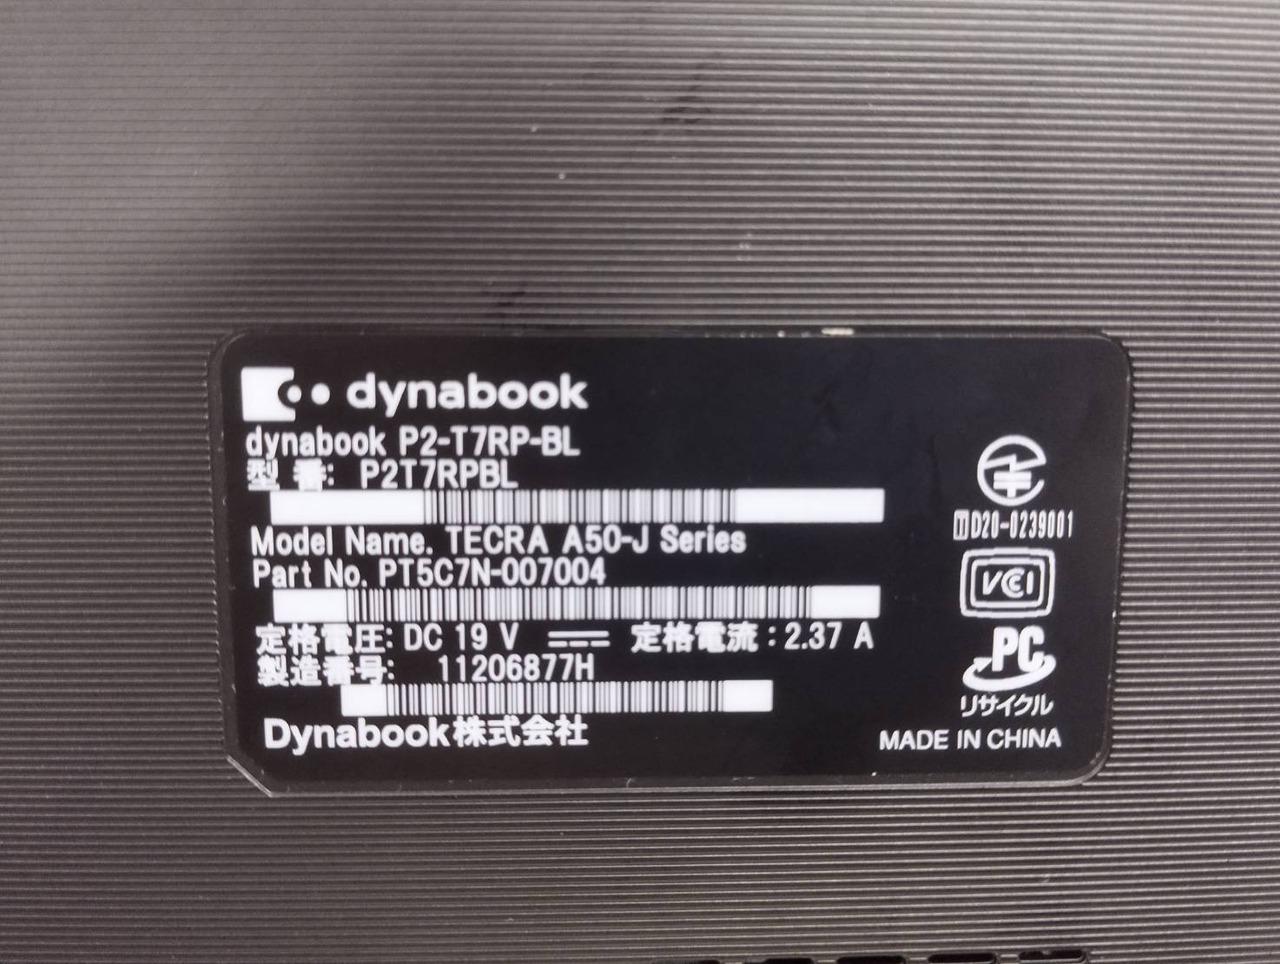 dynabook
dynabook P2-T7RP-BL
型 番: P2T7RPBL
Model Name. TECRA A50-J Series
Part No. PT5C7N-007004
定格電圧: DC 19 V ⎓ 定格電流 : 2.37 A
製造番号: 11206877H
Dynabook株式会社
T D20-0239001
VCI
PC
リサイクル
MADE IN CHINA